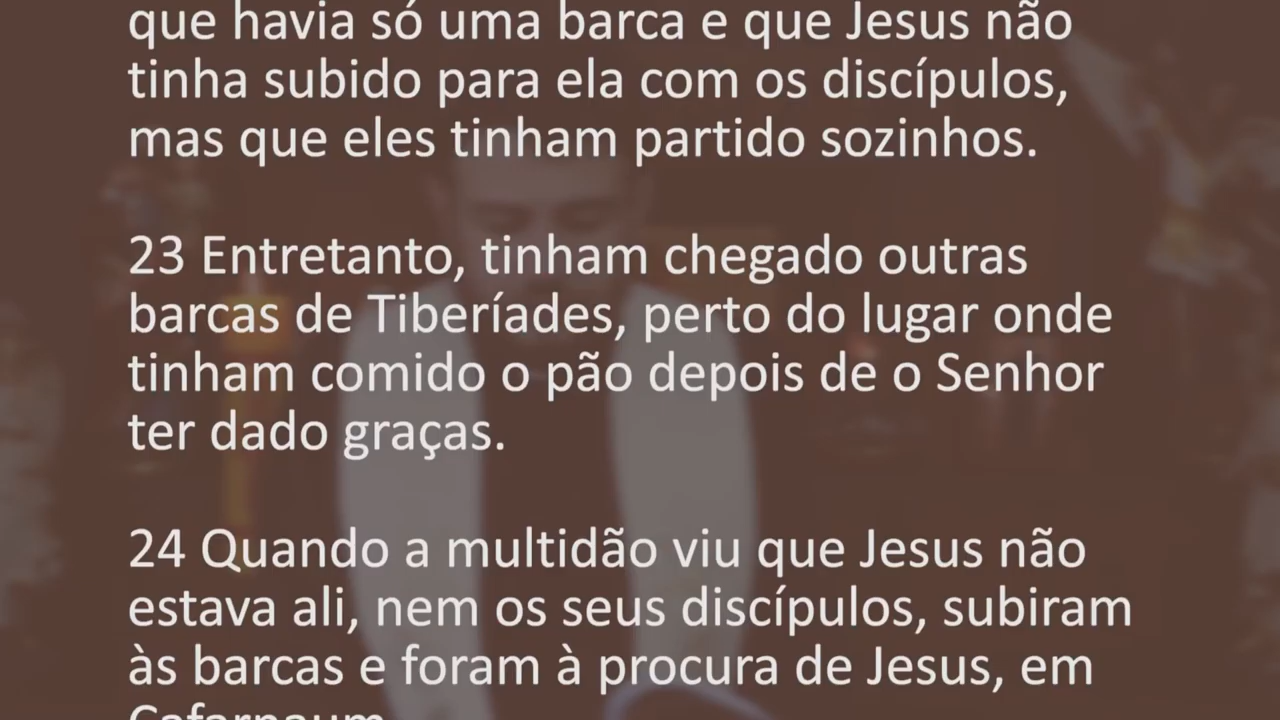 que havia só uma barca e que Jesus não
tinha subido para ela com os discípulos,
mas que eles tinham partido sozinhos.
23 Entretanto, tinham chegado outras
barcas de Tiberíades, perto do lugar onde
tinham comido o pão depois de o Senhor
ter dado graças.
24 Quando a multidão viu que Jesus não
estava ali, nem os seus discípulos, subiram
às barcas e foram à procura de Jesus, em
Cafarnaum